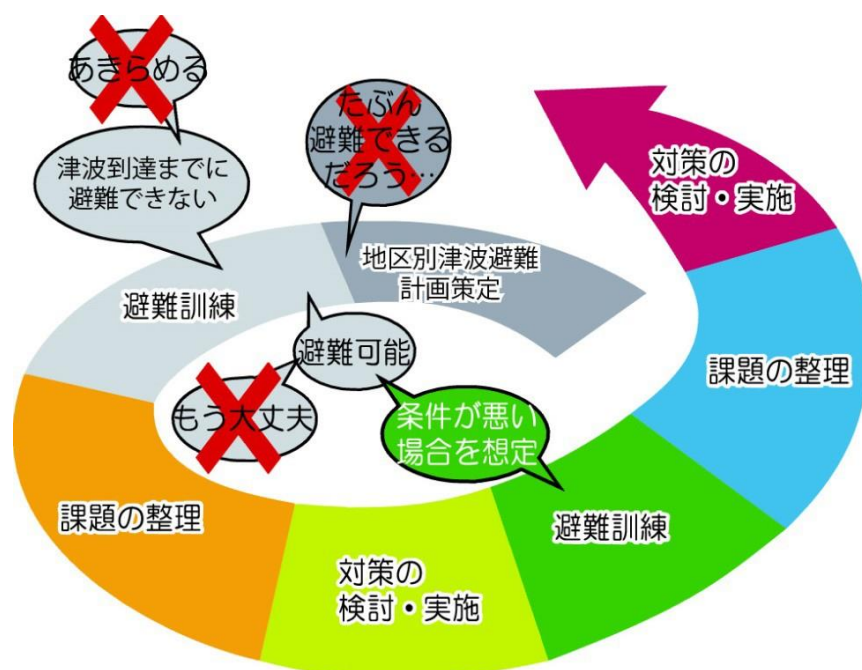 あきらめる
津波到達までに
避難できない
たぶん
避難できる
だろう…
地区別津波避難
計画策定
避難訓練
避難可能
もう大丈夫
条件が悪い
場合を想定
課題の整理
対策の
検討・実施
避難訓練
課題の整理
対策の
検討・実施